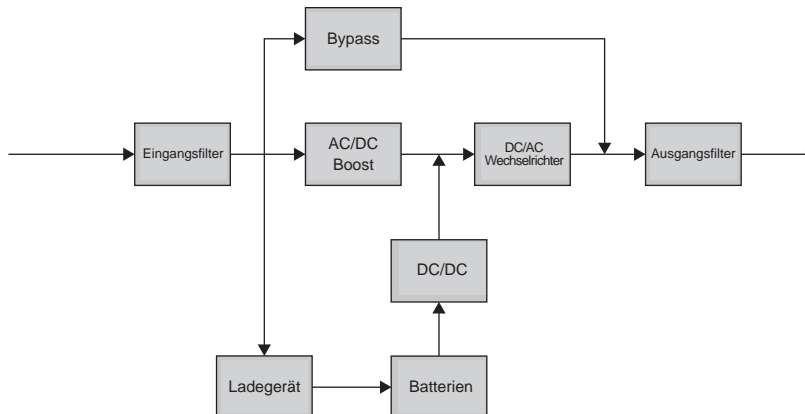 Bypass
Eingangsfilter
AC/DC
Boost
DC/AC
Wechselrichter
Ausgangsfilter
DC/DC
Ladegerät
Batterien